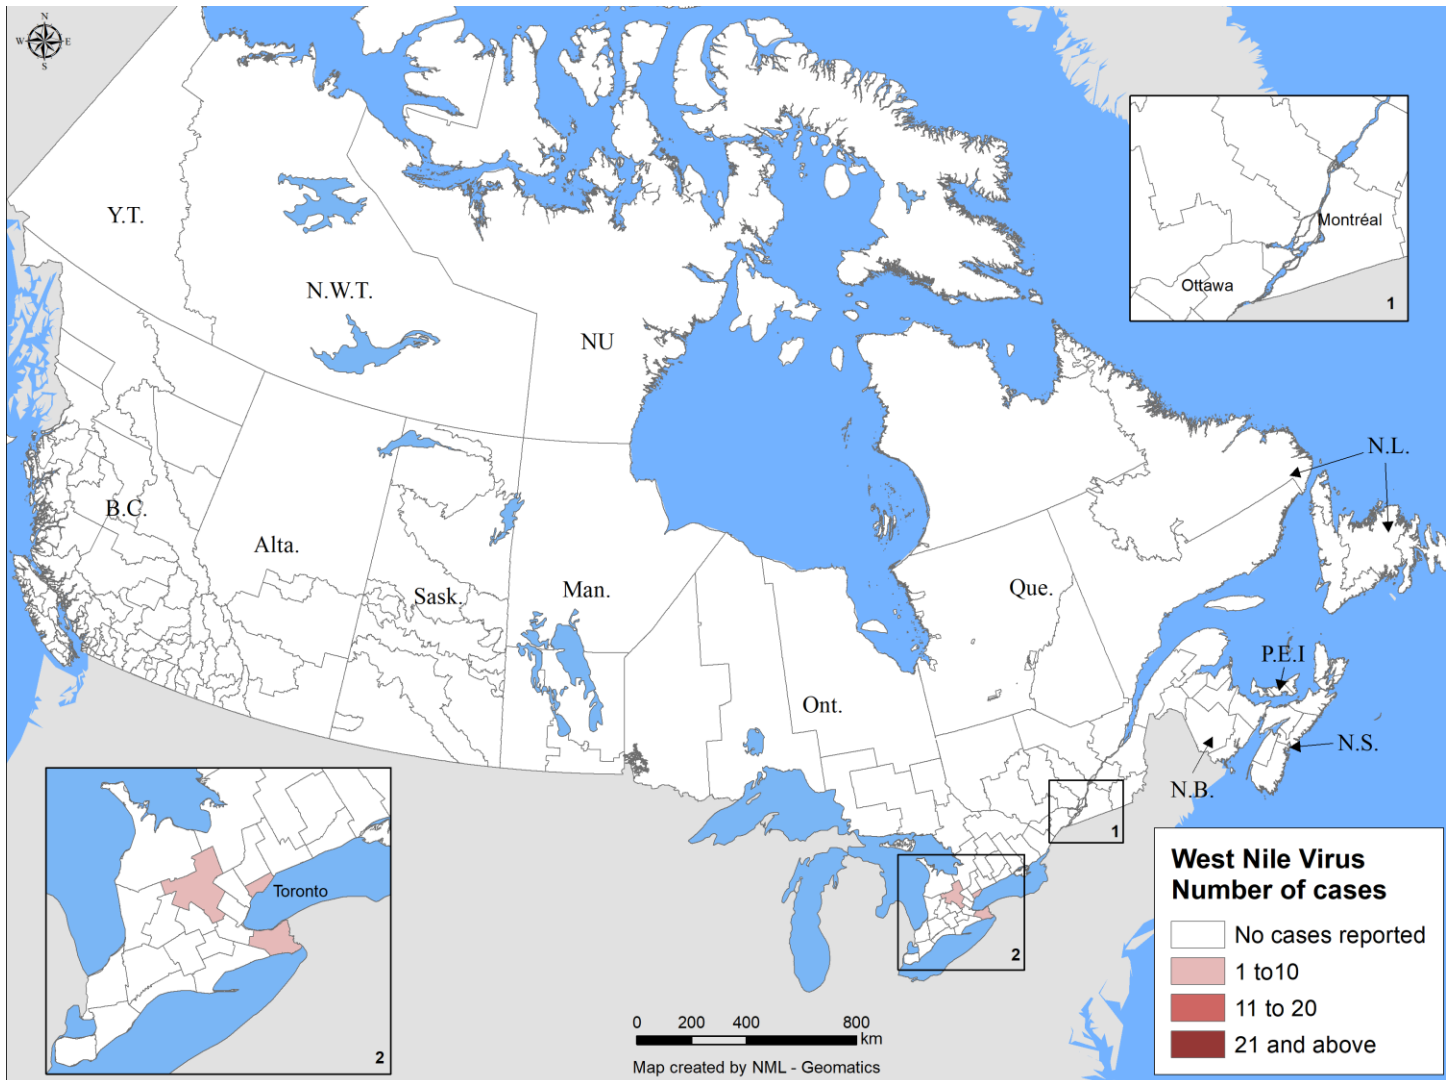 N
W
E
S
Y.T.
N.W.T.
NU
B.C.
Alta.
Sask.
Man.
Ont.
Que.
N.L.
P.E.I
N.S.
N.B.
Montréal
Ottawa
1
1
2
Toronto
2
West Nile Virus
Number of cases
No cases reported
1 to10
11 to 20
21 and above
0 200 400 800
km
Map created by NML - Geomatics